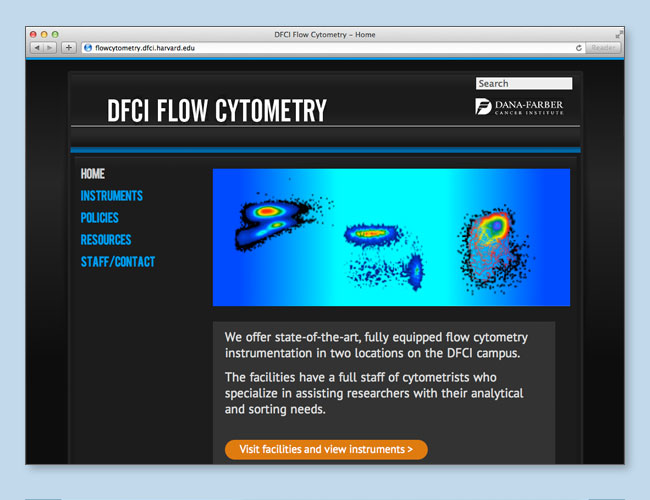 DFCI Flow Cytometry – Home
flowcytometry.dfci.harvard.edu
Reader
Search
DFCI FLOW CYTOMETRY
DANA-FARBER
CANCER INSTITUTE
HOME
INSTRUMENTS
POLICIES
RESOURCES
STAFF/CONTACT
We offer state-of-the-art, fully equipped flow cytometry
instrumentation in two locations on the DFCI campus.
The facilities have a full staff of cytometrists who
specialize in assisting researchers with their analytical
and sorting needs.
Visit facilities and view instruments >